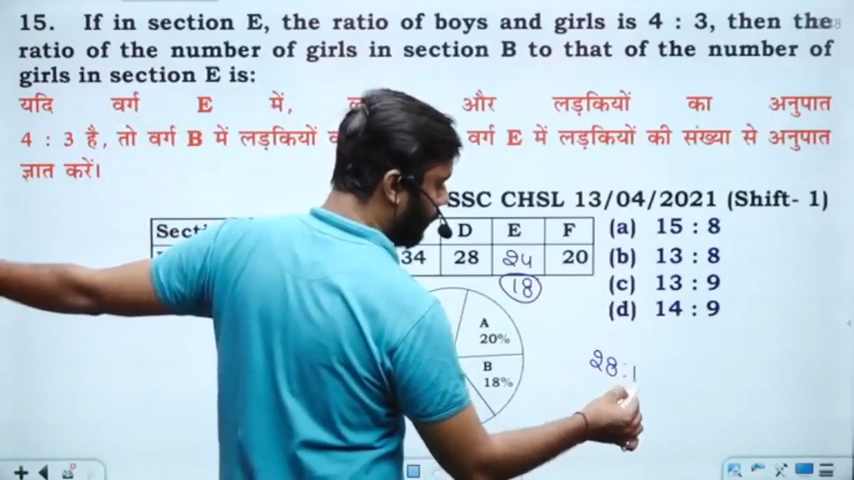 15. If in section E, the ratio of boys and girls is 4 : 3, then the
ratio of the number of girls in section B to that of the number of
girls in section E is:
यदि वर्ग E में, और लड़कियों का अनुपात
4 : 3 है, तो वर्ग B में लड़कियों वर्ग E में लड़कियों की संख्या से अनुपात
ज्ञात करें।
SSC CHSL 13/04/2021 (Shift- 1)
D E F
34 28 24 20
18
(a) 15 : 8
(b) 13 : 8
(c) 13 : 9
(d) 14 : 9
A
20%
B
18%
28:1